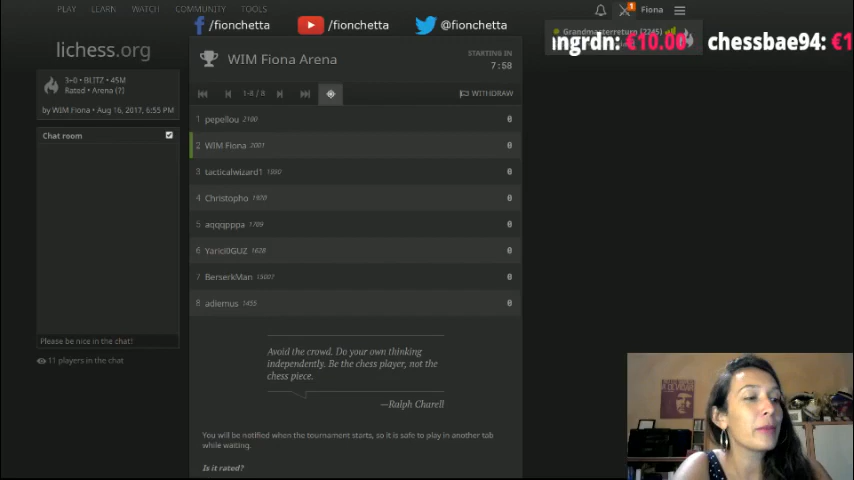 PLAY LEARN WATCH COMMUNITY TOOLS
1 Fiona
/fionchetta /fionchetta @fionchetta
Grandmasterreturn (2245)
ngrdn: €10.00 chessbae94: €1
lichess.org
3+0 • BLITZ • 45M
Rated • Arena [?]
by WIM Fiona • Aug 16, 2017, 6:55 PM
Chat room
Please be nice in the chat!
11 players in the chat
WIM Fiona Arena
STARTING IN
7:58
1-8 / 8 WITHDRAW
1 pepellou 2100 0
2 WIM Fiona 2001 0
3 tacticalwizard1 0
4 Christopho 0
5 aqqqpppa 1709 0
6 0
7 BerserkMan 0
8 adiemus 1455 0
Avoid the crowd. Do your own thinking
independently. Be the chess player, not the
chess piece.
—Ralph Charell
You will be notified when the tournament starts, so it is safe to play in another tab
while waiting.
Is it rated?